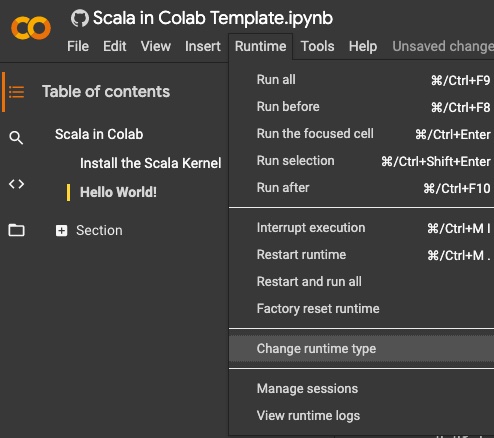 Scala in Colab Template.ipynb
File Edit View Insert Runtime Tools Help Unsaved change
Table of contents
Scala in Colab
Install the Scala Kernel
Hello World!
Section
Run all ⌘/Ctrl+F9
Run before ⌘/Ctrl+F8
Run the focused cell ⌘/Ctrl+Enter
Run selection ⌘/Ctrl+Shift+Enter
Run after ⌘/Ctrl+F10
Interrupt execution ⌘/Ctrl+M I
Restart runtime ⌘/Ctrl+M .
Restart and run all
Factory reset runtime
Change runtime type
Manage sessions
View runtime logs